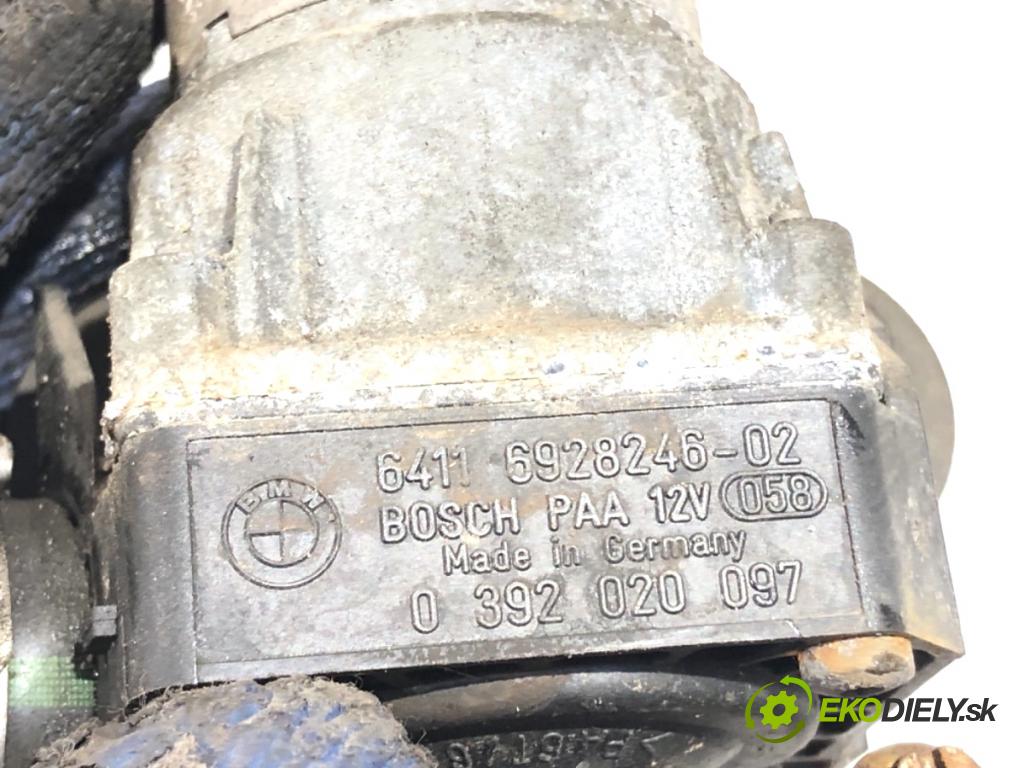 BMW
6411 6928246-02
BOSCH PAA 12V 058
Made in Germany
0 392 020 097
EKODIELY.sk